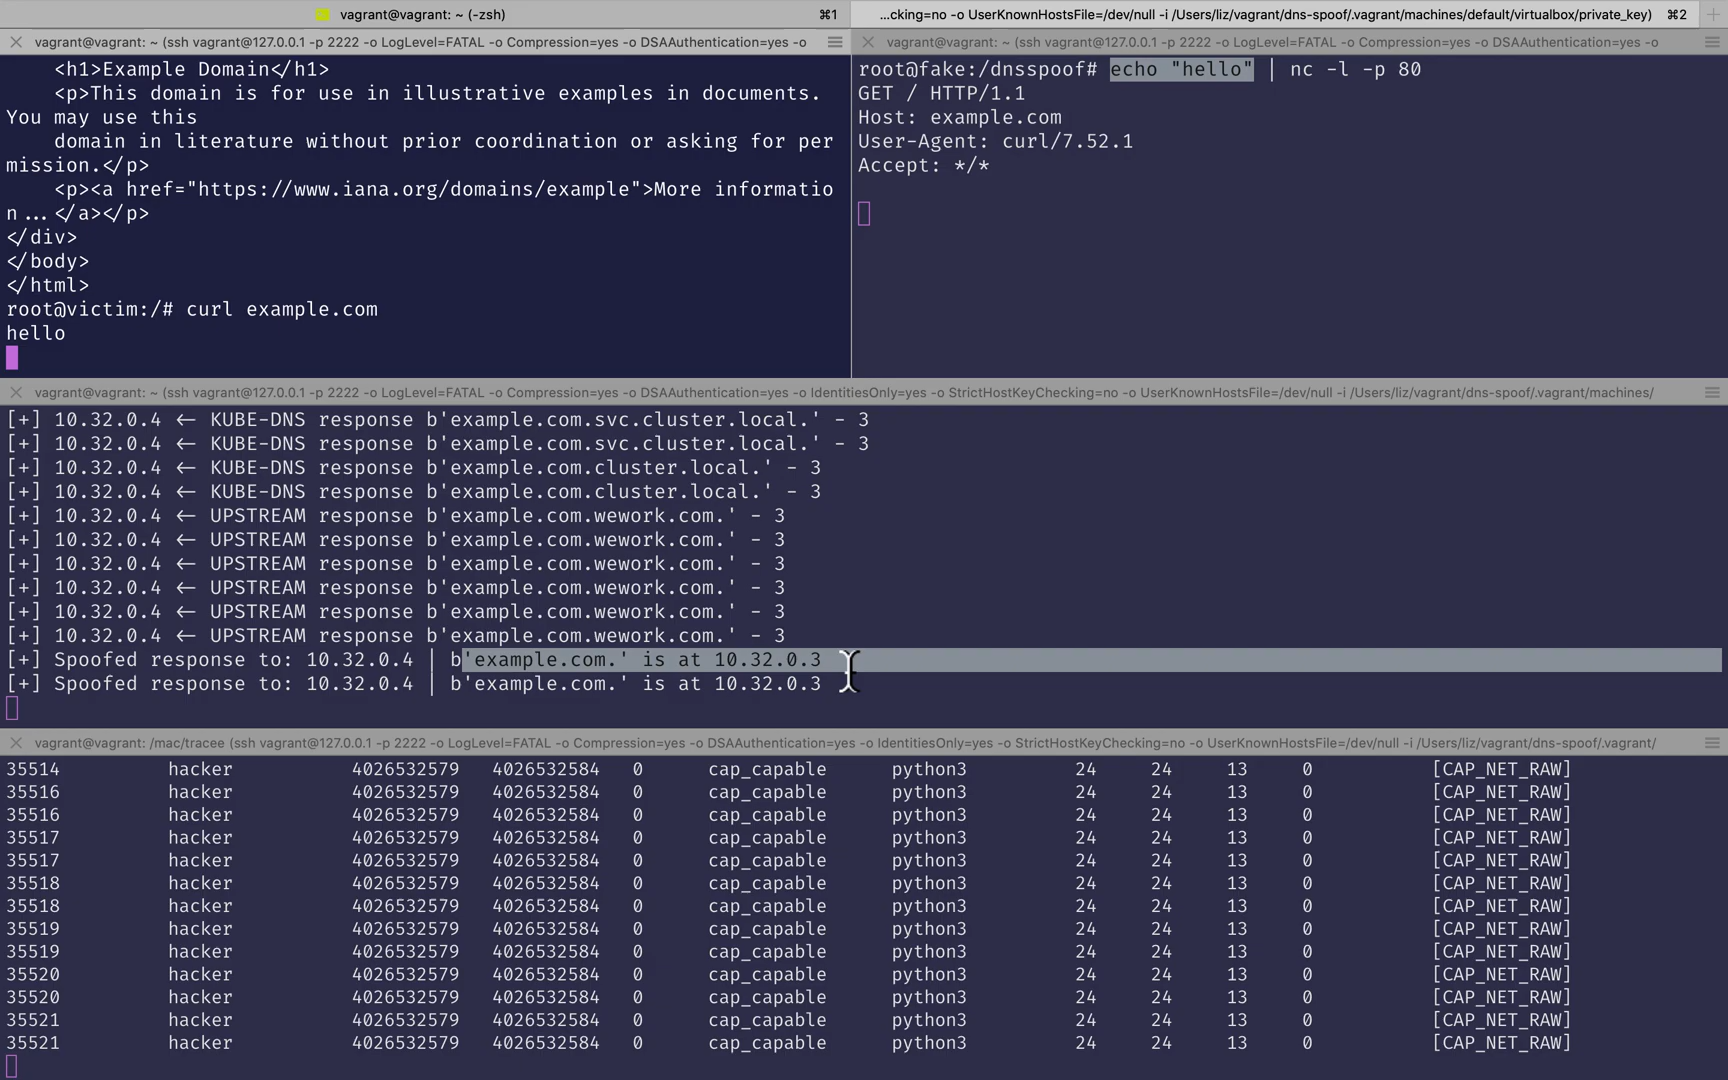 vagrant@vagrant: ~ (-zsh) ⌘1
...cking=no -o UserKnownHostsFile=/dev/null -i /Users/liz/vagrant/dns-spoof/.vagrant/machines/default/virtualbox/private_key) ⌘2
vagrant@vagrant: ~ (ssh vagrant@127.0.0.1 -p 2222 -o LogLevel=FATAL -o Compression=yes -o DSAAuthentication=yes -o
<h1>Example Domain</h1>
<p>This domain is for use in illustrative examples in documents.
You may use this
domain in literature without prior coordination or asking for per
mission.</p>
<p><a href="https://www.iana.org/domains/example">More informatio
n...</a></p>
</div>
</body>
</html>
root@victim:/# curl example.com
hello
vagrant@vagrant: ~ (ssh vagrant@127.0.0.1 -p 2222 -o LogLevel=FATAL -o Compression=yes -o DSAAuthentication=yes -o
root@fake:/dnsspoof# echo "hello" | nc -l -p 80
GET / HTTP/1.1
Host: example.com
User-Agent: curl/7.52.1
Accept: */*
vagrant@vagrant: ~ (ssh vagrant@127.0.0.1 -p 2222 -o LogLevel=FATAL -o Compression=yes -o DSAAuthentication=yes -o IdentitiesOnly=yes -o StrictHostKeyChecking=no -o UserKnownHostsFile=/dev/null -i /Users/liz/vagrant/dns-spoof/.vagrant/machines/
[+] 10.32.0.4 <- KUBE-DNS response b'example.com.svc.cluster.local.' - 3
[+] 10.32.0.4 <- KUBE-DNS response b'example.com.svc.cluster.local.' - 3
[+] 10.32.0.4 <- KUBE-DNS response b'example.com.cluster.local.' - 3
[+] 10.32.0.4 <- KUBE-DNS response b'example.com.cluster.local.' - 3
[+] 10.32.0.4 <- UPSTREAM response b'example.com.wework.com.' - 3
[+] 10.32.0.4 <- UPSTREAM response b'example.com.wework.com.' - 3
[+] 10.32.0.4 <- UPSTREAM response b'example.com.wework.com.' - 3
[+] 10.32.0.4 <- UPSTREAM response b'example.com.wework.com.' - 3
[+] 10.32.0.4 <- UPSTREAM response b'example.com.wework.com.' - 3
[+] 10.32.0.4 <- UPSTREAM response b'example.com.wework.com.' - 3
[+] Spoofed response to: 10.32.0.4 | b'example.com.' is at 10.32.0.3
[+] Spoofed response to: 10.32.0.4 | b'example.com.' is at 10.32.0.3
vagrant@vagrant: /mac/tracee (ssh vagrant@127.0.0.1 -p 2222 -o LogLevel=FATAL -o Compression=yes -o DSAAuthentication=yes -o IdentitiesOnly=yes -o StrictHostKeyChecking=no -o UserKnownHostsFile=/dev/null -i /Users/liz/vagrant/dns-spoof/.vagrant/
35514 hacker 4026532579 4026532584 0 cap_capable python3 24 24 13 0 [CAP_NET_RAW]
35516 hacker 4026532579 4026532584 0 cap_capable python3 24 24 13 0 [CAP_NET_RAW]
35516 hacker 4026532579 4026532584 0 cap_capable python3 24 24 13 0 [CAP_NET_RAW]
35517 hacker 4026532579 4026532584 0 cap_capable python3 24 24 13 0 [CAP_NET_RAW]
35517 hacker 4026532579 4026532584 0 cap_capable python3 24 24 13 0 [CAP_NET_RAW]
35518 hacker 4026532579 4026532584 0 cap_capable python3 24 24 13 0 [CAP_NET_RAW]
35518 hacker 4026532579 4026532584 0 cap_capable python3 24 24 13 0 [CAP_NET_RAW]
35519 hacker 4026532579 4026532584 0 cap_capable python3 24 24 13 0 [CAP_NET_RAW]
35519 hacker 4026532579 4026532584 0 cap_capable python3 24 24 13 0 [CAP_NET_RAW]
35520 hacker 4026532579 4026532584 0 cap_capable python3 24 24 13 0 [CAP_NET_RAW]
35520 hacker 4026532579 4026532584 0 cap_capable python3 24 24 13 0 [CAP_NET_RAW]
35521 hacker 4026532579 4026532584 0 cap_capable python3 24 24 13 0 [CAP_NET_RAW]
35521 hacker 4026532579 4026532584 0 cap_capable python3 24 24 13 0 [CAP_NET_RAW]